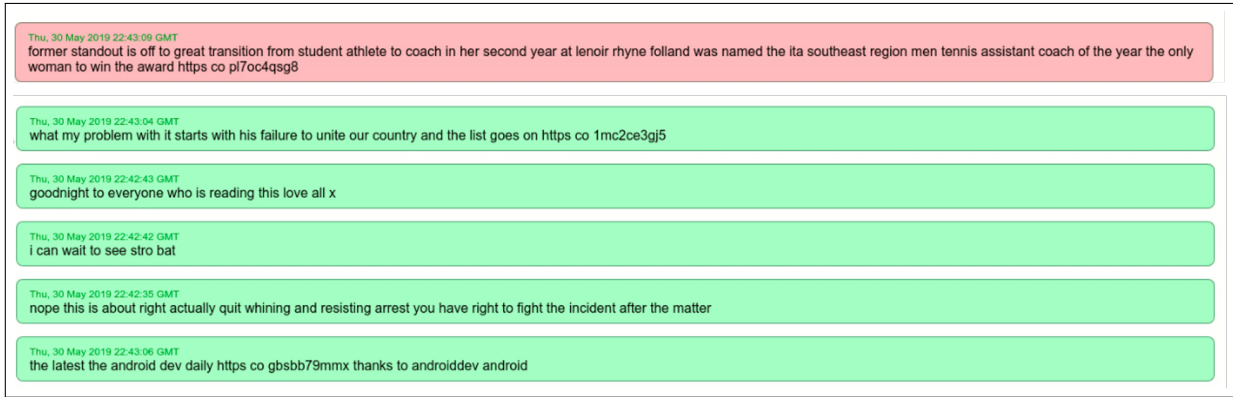 Thu, 30 May 2019 22:43:09 GMT
former standout is off to great transition from student athlete to coach in her second year at lenoir rhyne folland was named the ita southeast region men tennis assistant coach of the year the only
woman to win the award https co pl7oc4qsg8
Thu, 30 May 2019 22:43:04 GMT
what my problem with it starts with his failure to unite our country and the list goes on https co 1mc2ce3gj5
Thu, 30 May 2019 22:42:43 GMT
goodnight to everyone who is reading this love all x
Thu, 30 May 2019 22:42:42 GMT
i can wait to see stro bat
Thu, 30 May 2019 22:42:35 GMT
nope this is about right actually quit whining and resisting arrest you have right to fight the incident after the matter
Thu, 30 May 2019 22:43:06 GMT
the latest the android dev daily https co gbsbb79mmx thanks to androiddev android